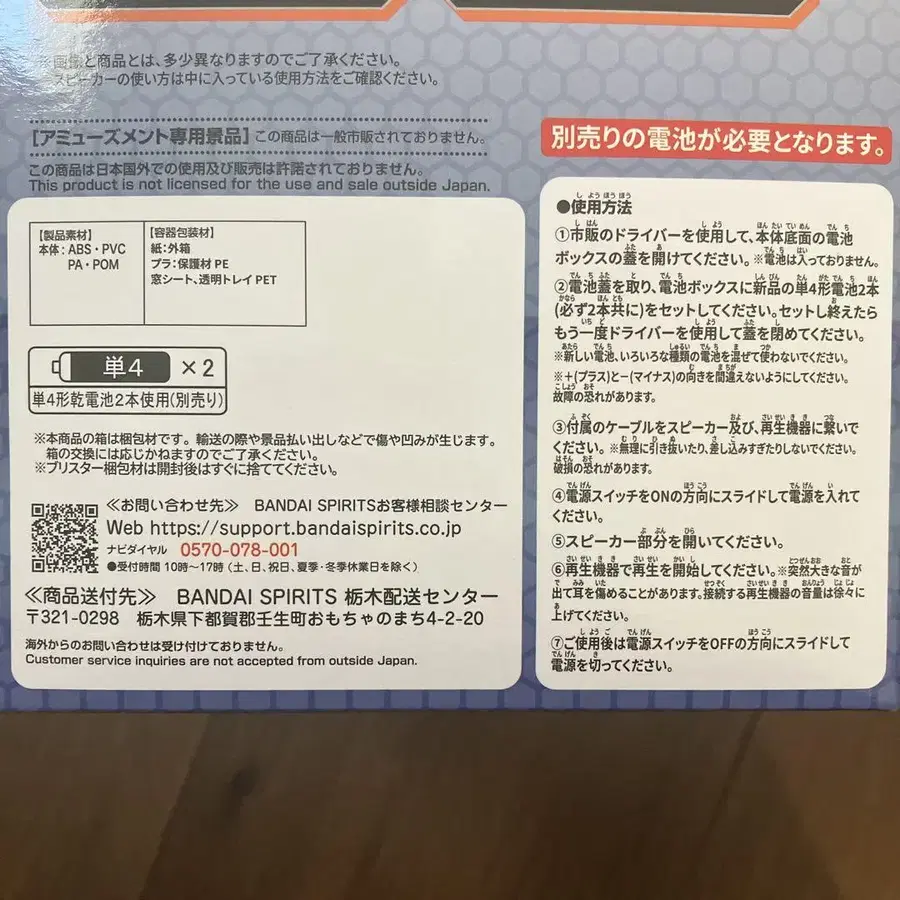 ※画像と商品とは、多少異なりますのでご了承ください。
スピーカーの使い方は中に入っている使用方法をご確認ください。
[アミューズメント専用景品] この商品は一般市販されておりません。
この商品は日本国外での使用及び販売は許諾されておりません。
This product is not licensed for the use and sale outside Japan.
【製品素材】
本体：ABS・PVC
PA・POM
【容器包装材】
紙：外箱
プラ：保護材 PE
窓シート、透明トレイ PET
単4 ×2
単4形乾電池2本使用(別売り)
※本商品の箱は梱包材です。輸送の際や景品払い出しなどで傷や凹みが生じます。
箱の交換には応じかねますのでご了承ください。
※ブリスター梱包材は開封後はすぐに捨ててください。
≪お問い合わせ先≫ BANDAI SPIRITSお客様相談センター
Web https://support.bandaispirits.co.jp
ナビダイヤル 0570-078-001
●受付時間 10時〜17時 (土、日、祝日、夏季・冬季休業日を除く)
≪商品送付先≫ BANDAI SPIRITS 栃木配送センター
〒321-0298 栃木県下都賀郡壬生町おもちゃのまち4-2-20
海外からのお問い合わせは受け付けておりません。
Customer service inquiries are not accepted from outside Japan.
別売りの電池が必要となります。
●使用方法
①市販のドライバーを使用して、本体底面の電池
ボックスの蓋を開けてください。※電池は入っておりません。
②電池蓋を取り、電池ボックスに新品の単4形電池2本
(必ず2本共に)をセットしてください。セットし終えたら
もう一度ドライバーを使用して蓋を閉めてください。
※新しい電池、いろいろな種類の電池を混ぜて使わないでください。
※＋(プラス)と−(マイナス)の向きを間違えないようにしてください。
故障の恐れがあります。
③付属のケーブルをスピーカー及び、再生機器に繋いで
ください。※無理に引き抜いたり、差し込みすぎたりしないでください。
破損の恐れがあります。
④電源スイッチをONの方向にスライドして電源を入れて
ください。
⑤スピーカー部分を開いてください。
⑥再生機器で再生を開始してください。※突然大きな音が
出て耳を傷めることがあります。接続する再生機器の音量は徐々に
上げてください。
⑦ご使用後は電源スイッチをOFFの方向にスライドして
電源を切ってください。